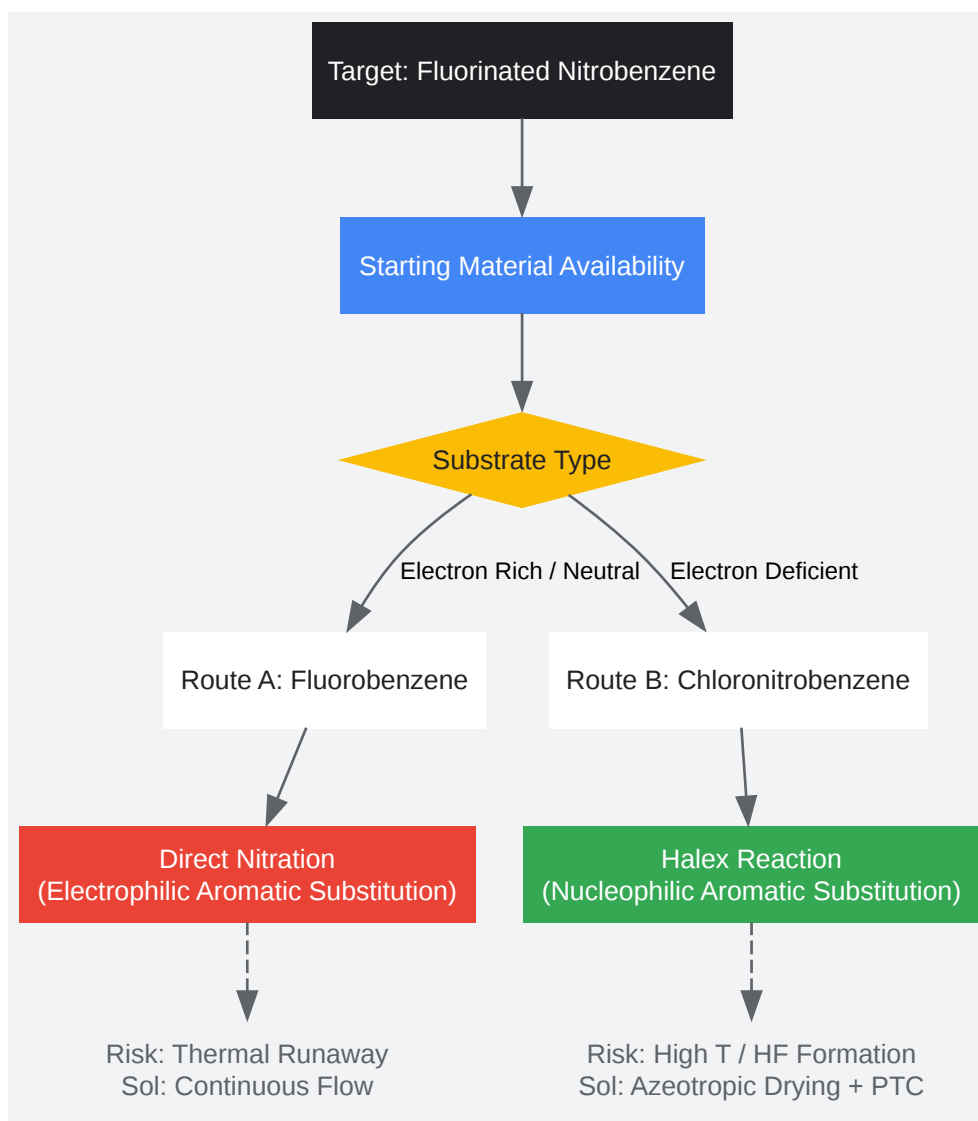 Target: Fluorinated Nitrobenzene
Starting Material Availability
Substrate Type
Electron Rich / Neutral
Electron Deficient
Route A: Fluorobenzene
Route B: Chloronitrobenzene
Direct Nitration
(Electrophilic Aromatic Substitution)
Halex Reaction
(Nucleophilic Aromatic Substitution)
Risk: Thermal Runaway
Sol: Continuous Flow
Risk: High T / HF Formation
Sol: Azeotropic Drying + PTC